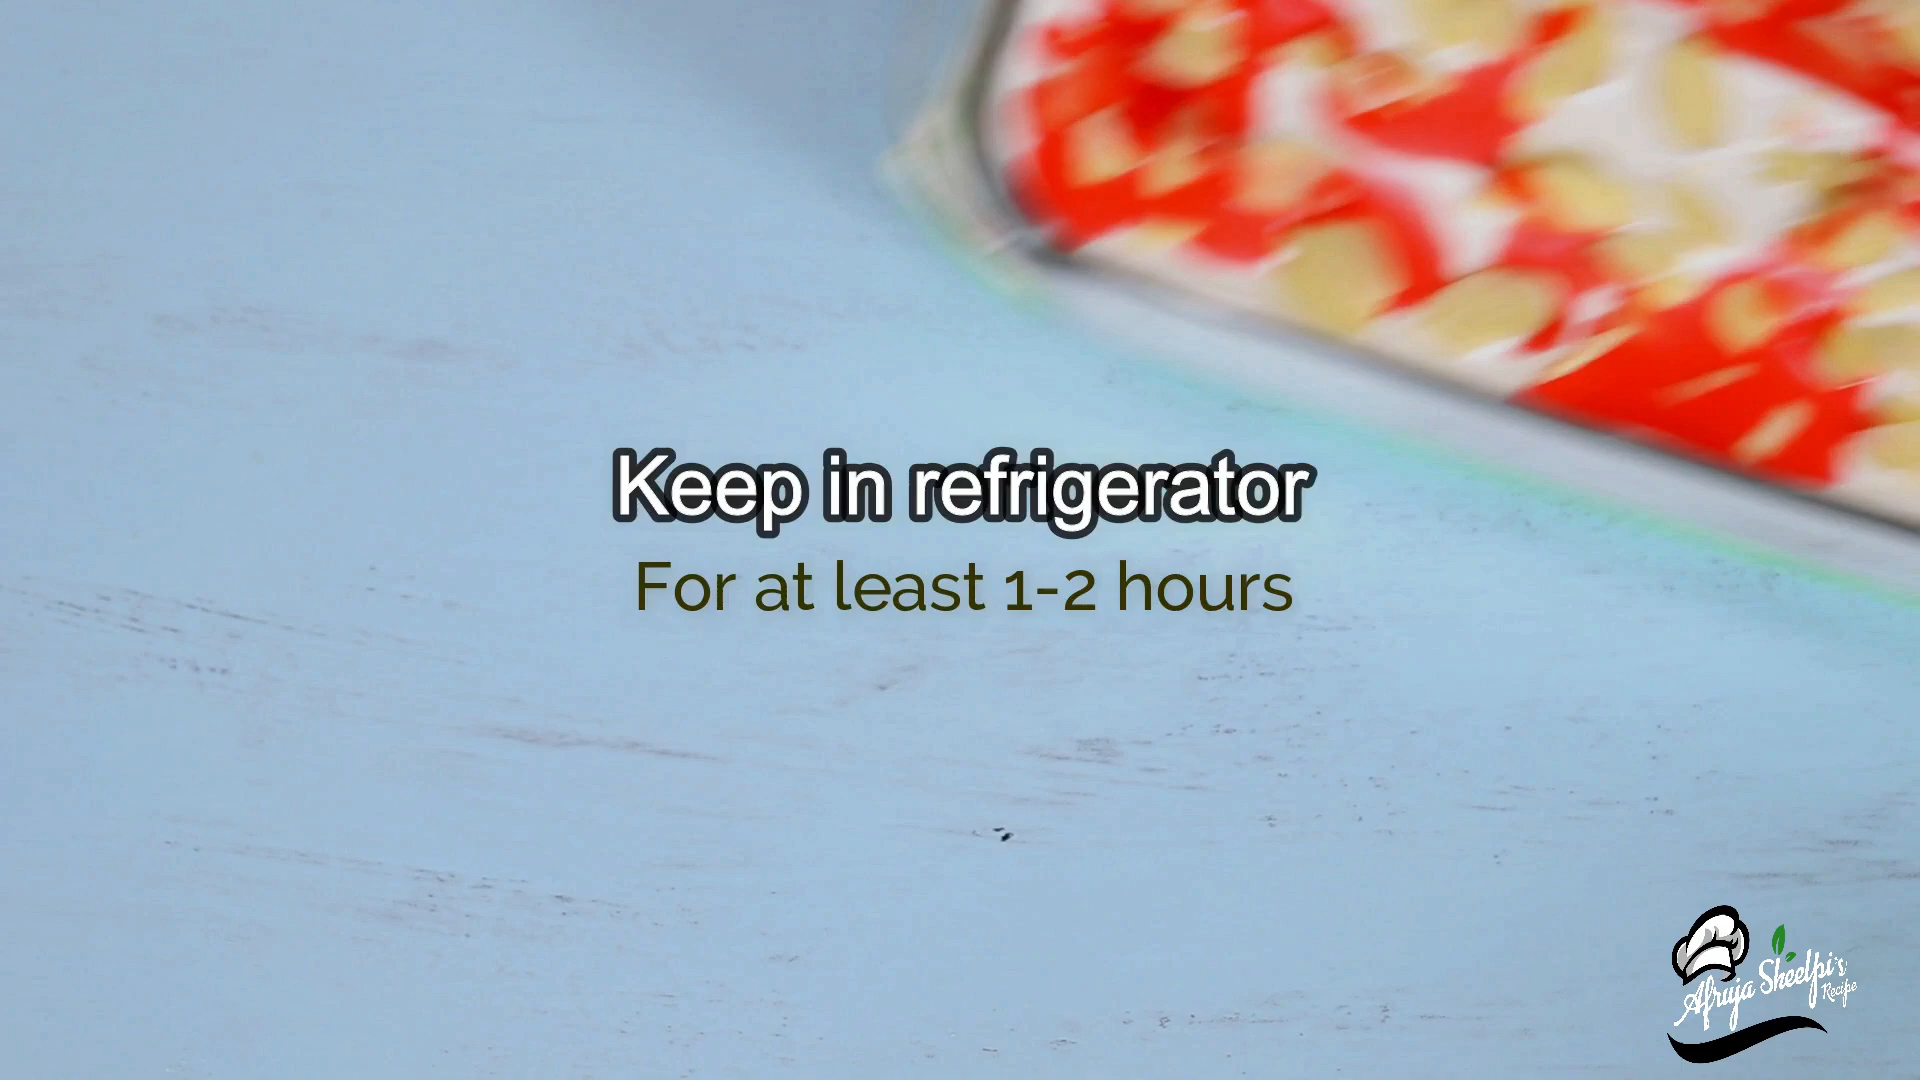 Keep in refrigerator
For at least 1-2 hours
Afruja Sheelpi's
Recipe